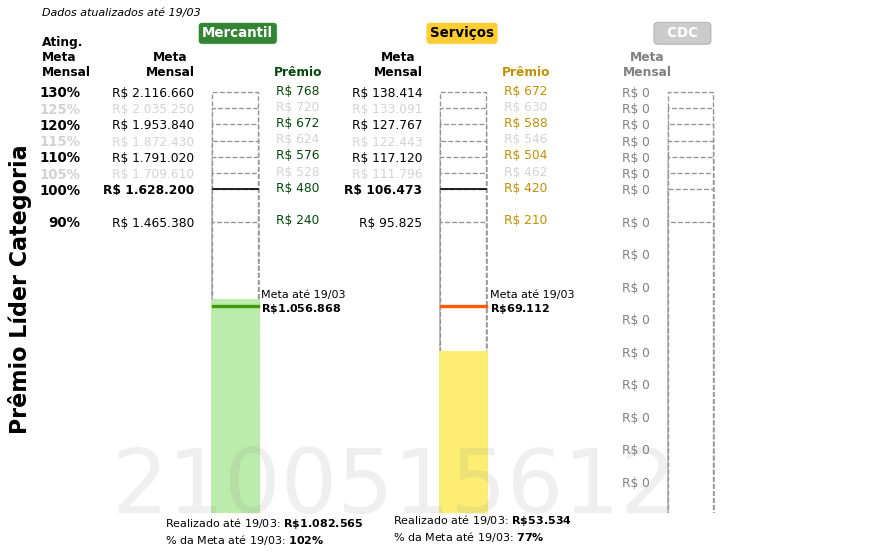 Dados atualizados até 19/03
Mercantil Serviços CDC
Ating. Meta Mensal
Meta Mensal Prêmio Meta Mensal Prêmio Meta Mensal
130% R$ 2.116.660 R$ 768 R$ 138.414 R$ 672 R$ 0
125% R$ 2.035.250 R$ 720 R$ 133.091 R$ 630 R$ 0
120% R$ 1.953.840 R$ 672 R$ 127.767 R$ 588 R$ 0
115% R$ 1.872.430 R$ 624 R$ 122.443 R$ 546 R$ 0
110% R$ 1.791.020 R$ 576 R$ 117.120 R$ 504 R$ 0
105% R$ 1.709.610 R$ 528 R$ 111.796 R$ 462 R$ 0
100% R$ 1.628.200 R$ 480 R$ 106.473 R$ 420 R$ 0
90% R$ 1.465.380 R$ 240 R$ 95.825 R$ 210 R$ 0
R$ 0
R$ 0
Meta até 19/03 Meta até 19/03
R$1.056.868 R$69.112
R$ 0
R$ 0
R$ 0
R$ 0
R$ 0
R$ 0
Prêmio Líder Categoria
2100515612
Realizado até 19/03: R$1.082.565 Realizado até 19/03: R$53.534
% da Meta até 19/03: 102% % da Meta até 19/03: 77%